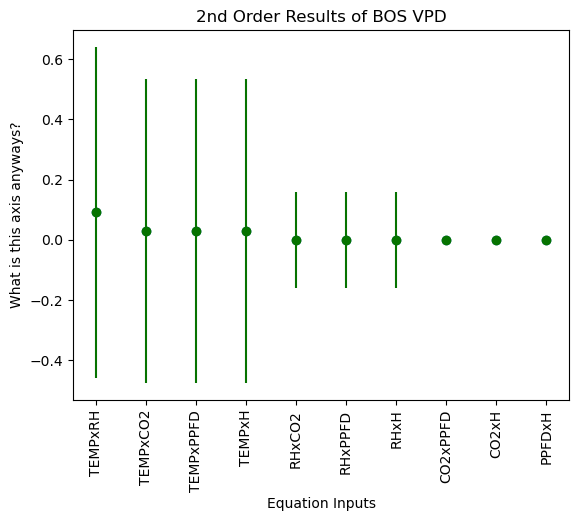 2nd Order Results of BOS VPD
What is this axis anyways?
0.6
0.4
0.2
0.0
−0.2
−0.4
TEMPxRH
TEMPxCO2
TEMPxPPFD
TEMPxH
RHxCO2
RHxPPFD
RHxH
CO2xPPFD
CO2xH
PPFDxH
Equation Inputs